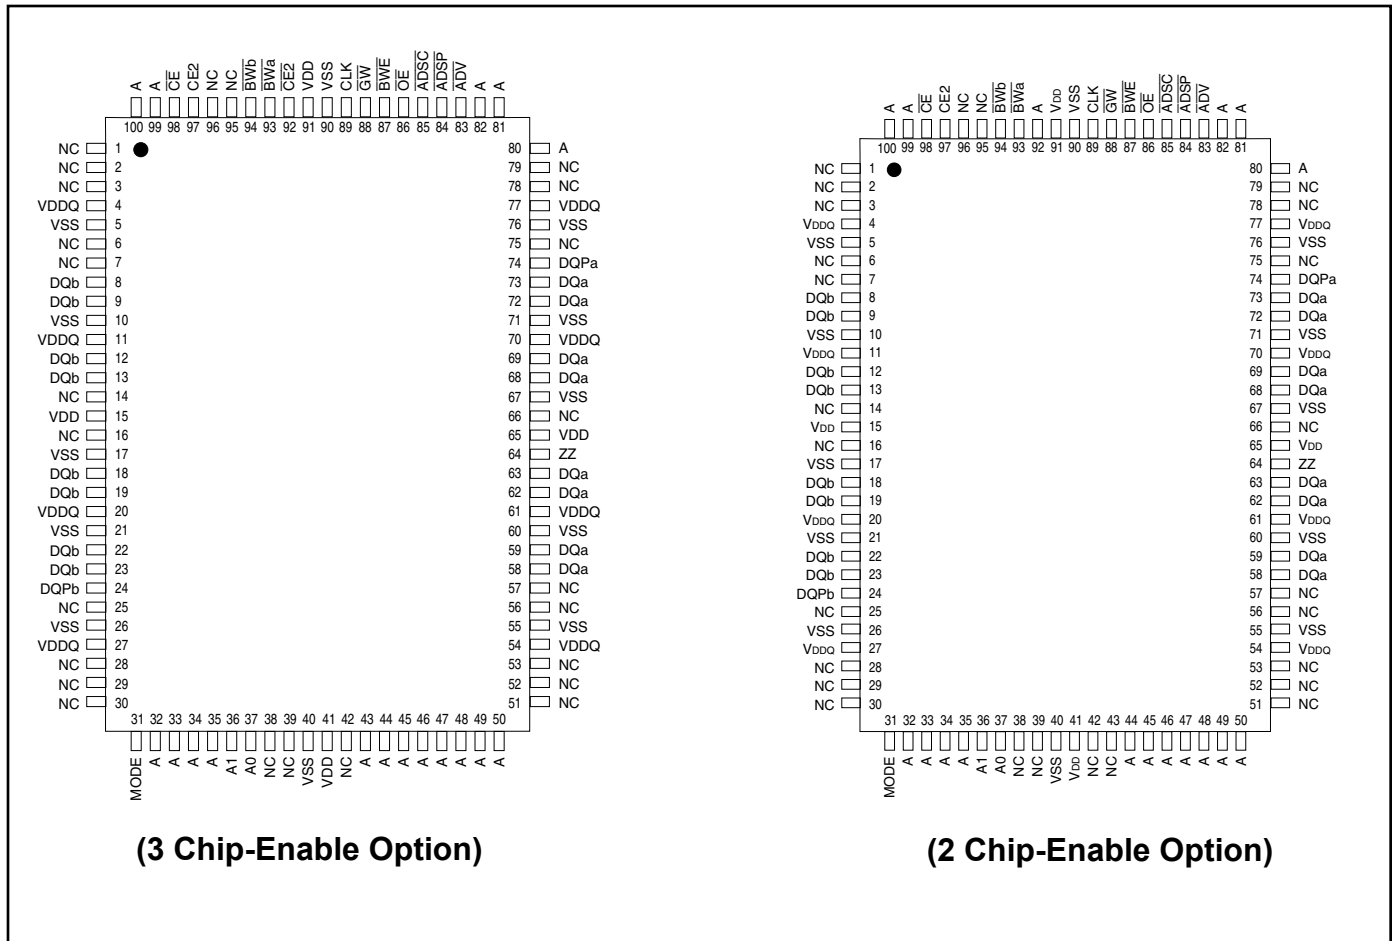 A A CE CE2 NC NC BWb BWa CE2 VDD VSS CLK GW BWE OE ADSC ADSP ADV A A
100 99 98 97 96 95 94 93 92 91 90 89 88 87 86 85 84 83 82 81
NC 1 80 A
NC 2 79 NC
NC 3 78 NC
VDDQ 4 77 VDDQ
VSS 5 76 VSS
NC 6 75 NC
NC 7 74 DQPa
DQb 8 73 DQa
DQb 9 72 DQa
VSS 10 71 VSS
VDDQ 11 70 VDDQ
DQb 12 69 DQa
DQb 13 68 DQa
NC 14 67 VSS
VDD 15 66 NC
NC 16 65 VDD
VSS 17 64 ZZ
DQb 18 63 DQa
DQb 19 62 DQa
VDDQ 20 61 VDDQ
VSS 21 60 VSS
DQb 22 59 DQa
DQb 23 58 DQa
DQPb 24 57 NC
NC 25 56 NC
VSS 26 55 VSS
VDDQ 27 54 VDDQ
NC 28 53 NC
NC 29 52 NC
NC 30 51 NC
31 32 33 34 35 36 37 38 39 40 41 42 43 44 45 46 47 48 49 50
MODE A A A A A1 A0 NC NC VSS VDD NC A A A A A A A A
(3 Chip-Enable Option)
A A CE CE2 NC NC BWb BWa A VDD VSS CLK GW BWE OE ADSC ADSP ADV A A
100 99 98 97 96 95 94 93 92 91 90 89 88 87 86 85 84 83 82 81
NC 1 80 A
NC 2 79 NC
NC 3 78 NC
VDDQ 4 77 VDDQ
VSS 5 76 VSS
NC 6 75 NC
NC 7 74 DQPa
DQb 8 73 DQa
DQb 9 72 DQa
VSS 10 71 VSS
VDDQ 11 70 VDDQ
DQb 12 69 DQa
DQb 13 68 DQa
NC 14 67 VSS
VDD 15 66 NC
NC 16 65 VDD
VSS 17 64 ZZ
DQb 18 63 DQa
DQb 19 62 DQa
VDDQ 20 61 VDDQ
VSS 21 60 VSS
DQb 22 59 DQa
DQb 23 58 DQa
DQPb 24 57 NC
NC 25 56 NC
VSS 26 55 VSS
VDDQ 27 54 VDDQ
NC 28 53 NC
NC 29 52 NC
NC 30 51 NC
31 32 33 34 35 36 37 38 39 40 41 42 43 44 45 46 47 48 49 50
MODE A A A A A1 A0 NC NC VSS VDD NC NC A A A A A A A
(2 Chip-Enable Option)